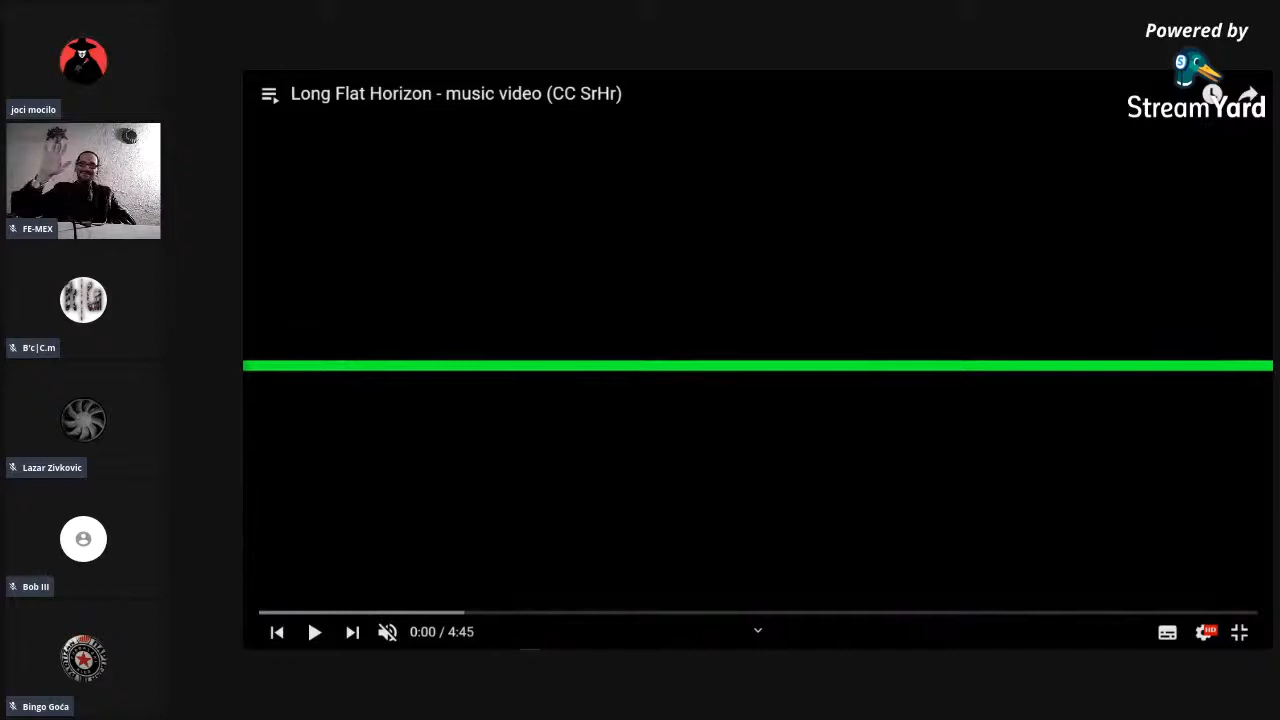 Powered by
StreamYard
Long Flat Horizon - music video (CC SrHr)
joci mocilo
FE-MEX
B'c|C.m
Lazar Zivkovic
Bob III
Bingo Goća
0:00 / 4:45
HD